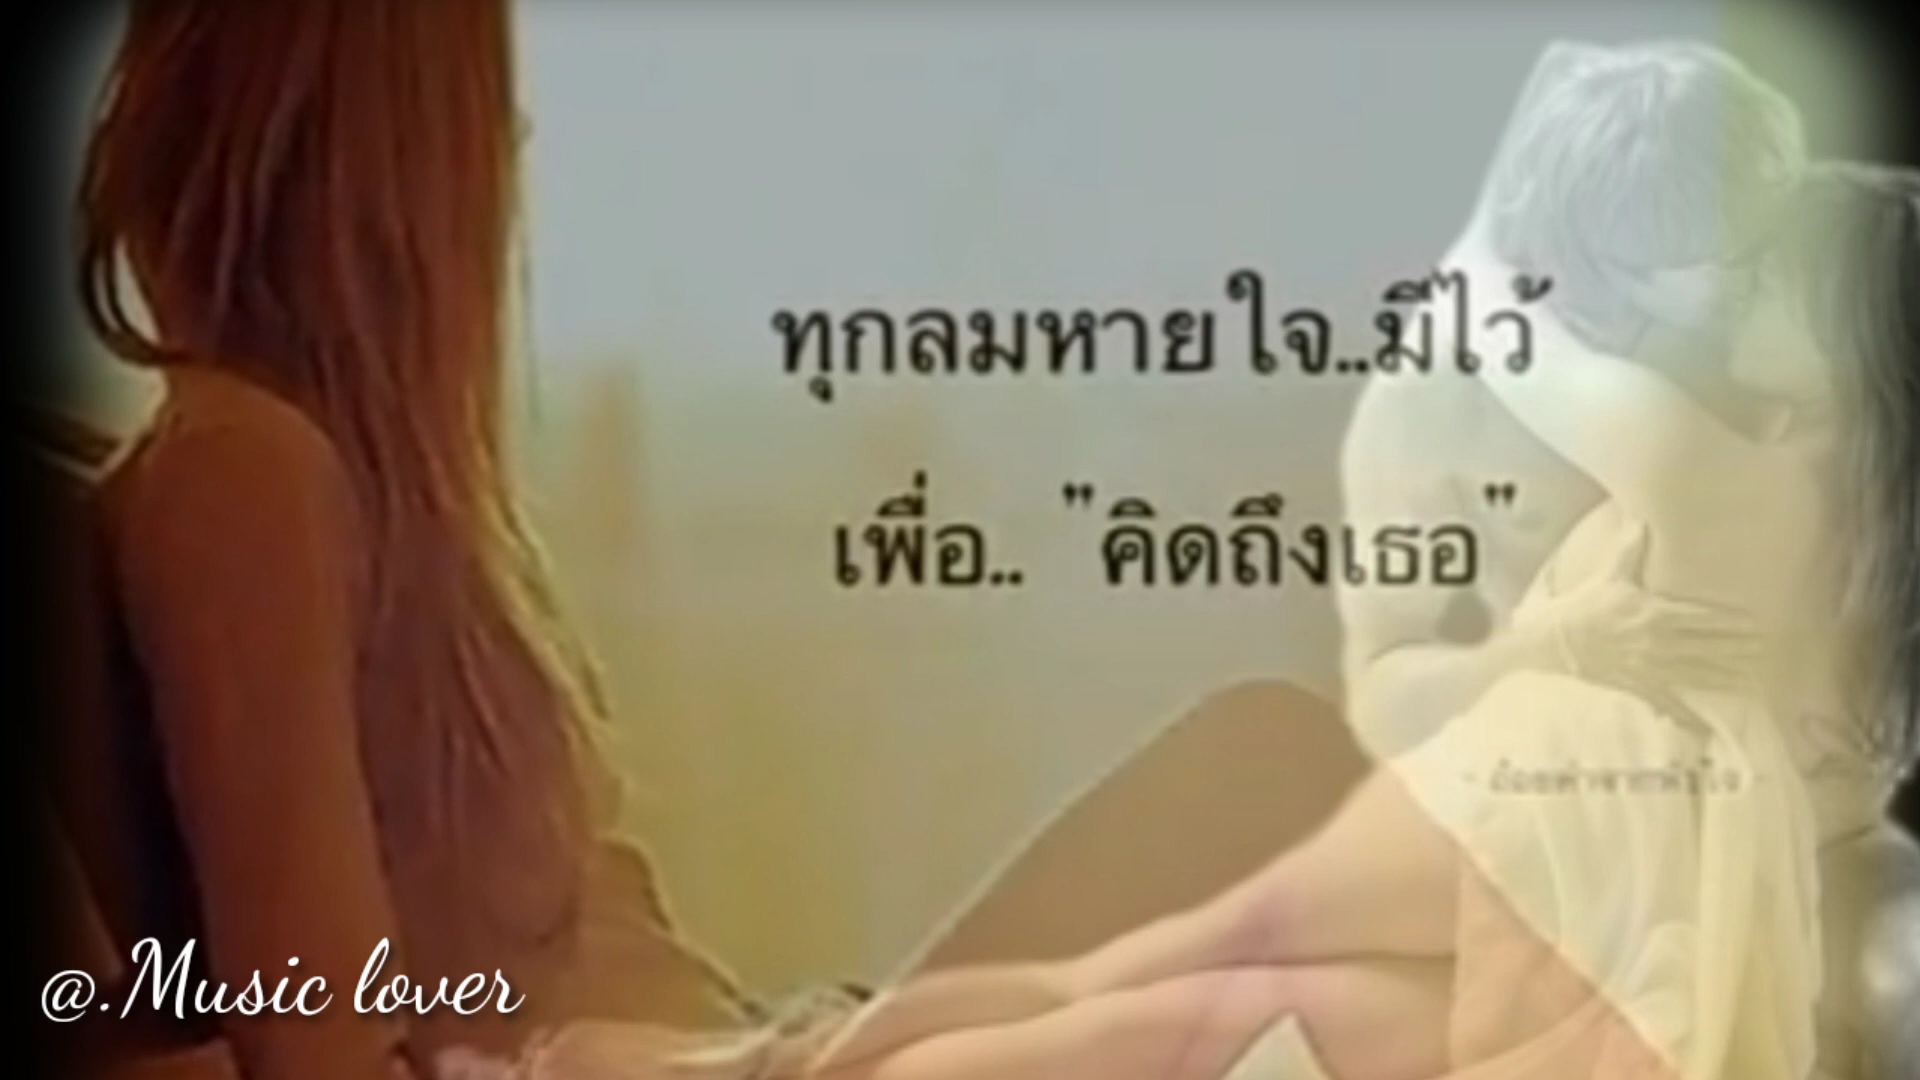 ทุกลมหายใจ..มีไว้
เพื่อ.. "คิดถึงเธอ"
@.Music lover